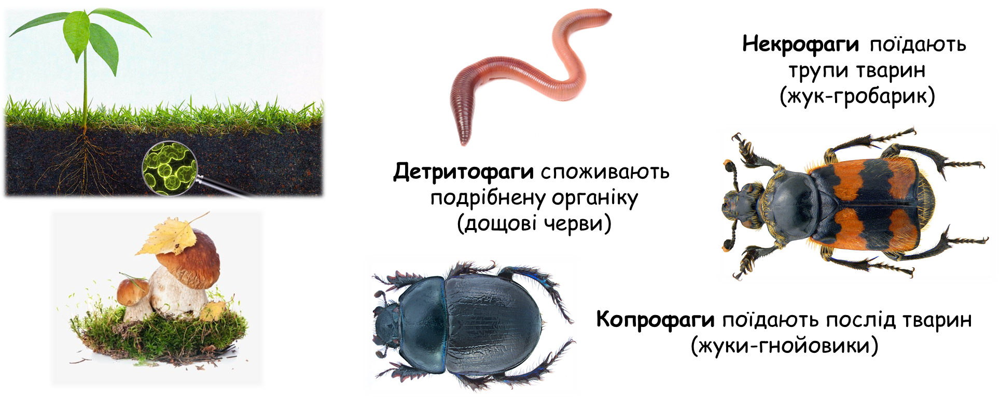 Некрофаги поїдають
трупи тварин
(жук-гробарик)
Детритофаги споживають
подрібнену органіку
(дощові черви)
Копрофаги поїдають послід тварин
(жуки-гнойовики)